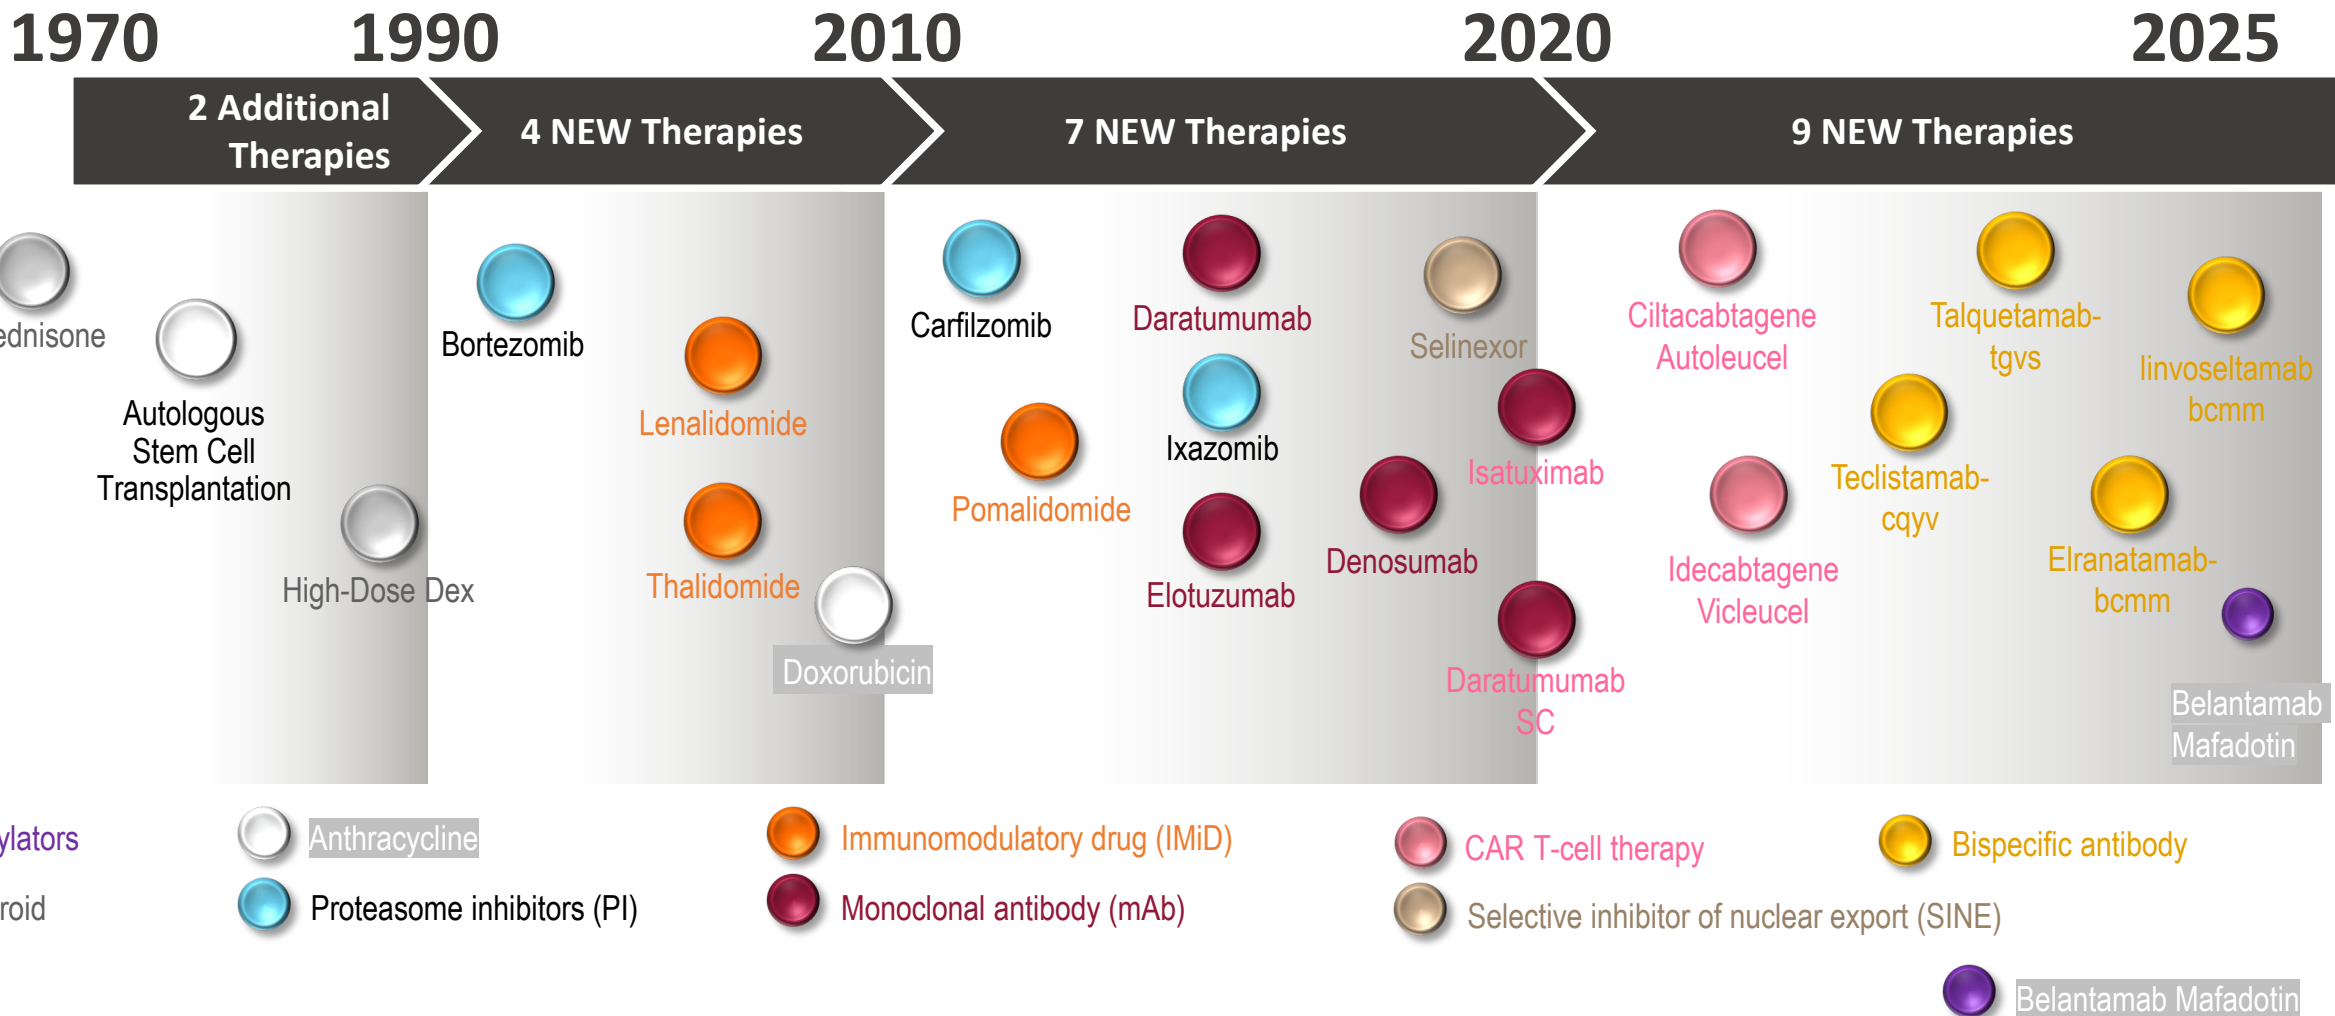 1970
1990
2010
2020
2025
2 Additional
Therapies
4 NEW Therapies
7 NEW Therapies
9 NEW Therapies
ednisone
Autologous
Stem Cell
Transplantation
High-Dose Dex
Bortezomib
Lenalidomide
Thalidomide
Doxorubicin
Carfilzomib
Pomalidomide
Daratumumab
Ixazomib
Elotuzumab
Selinexor
Denosumab
Isatuximab
Daratumumab
SC
Ciltacabtagene
Autoleucel
Idecabtagene
Vicleucel
Talquetamab-
tgvs
Teclistamab-
cqyv
Elranatamab-
bcmm
linvoseltamab
bcmm
Belantamab
Mafadotin
ylators
Anthracycline
Immunomodulatory drug (IMiD)
CAR T-cell therapy
Bispecific antibody
roid
Proteasome inhibitors (PI)
Monoclonal antibody (mAb)
Selective inhibitor of nuclear export (SINE)
Belantamab Mafadotin